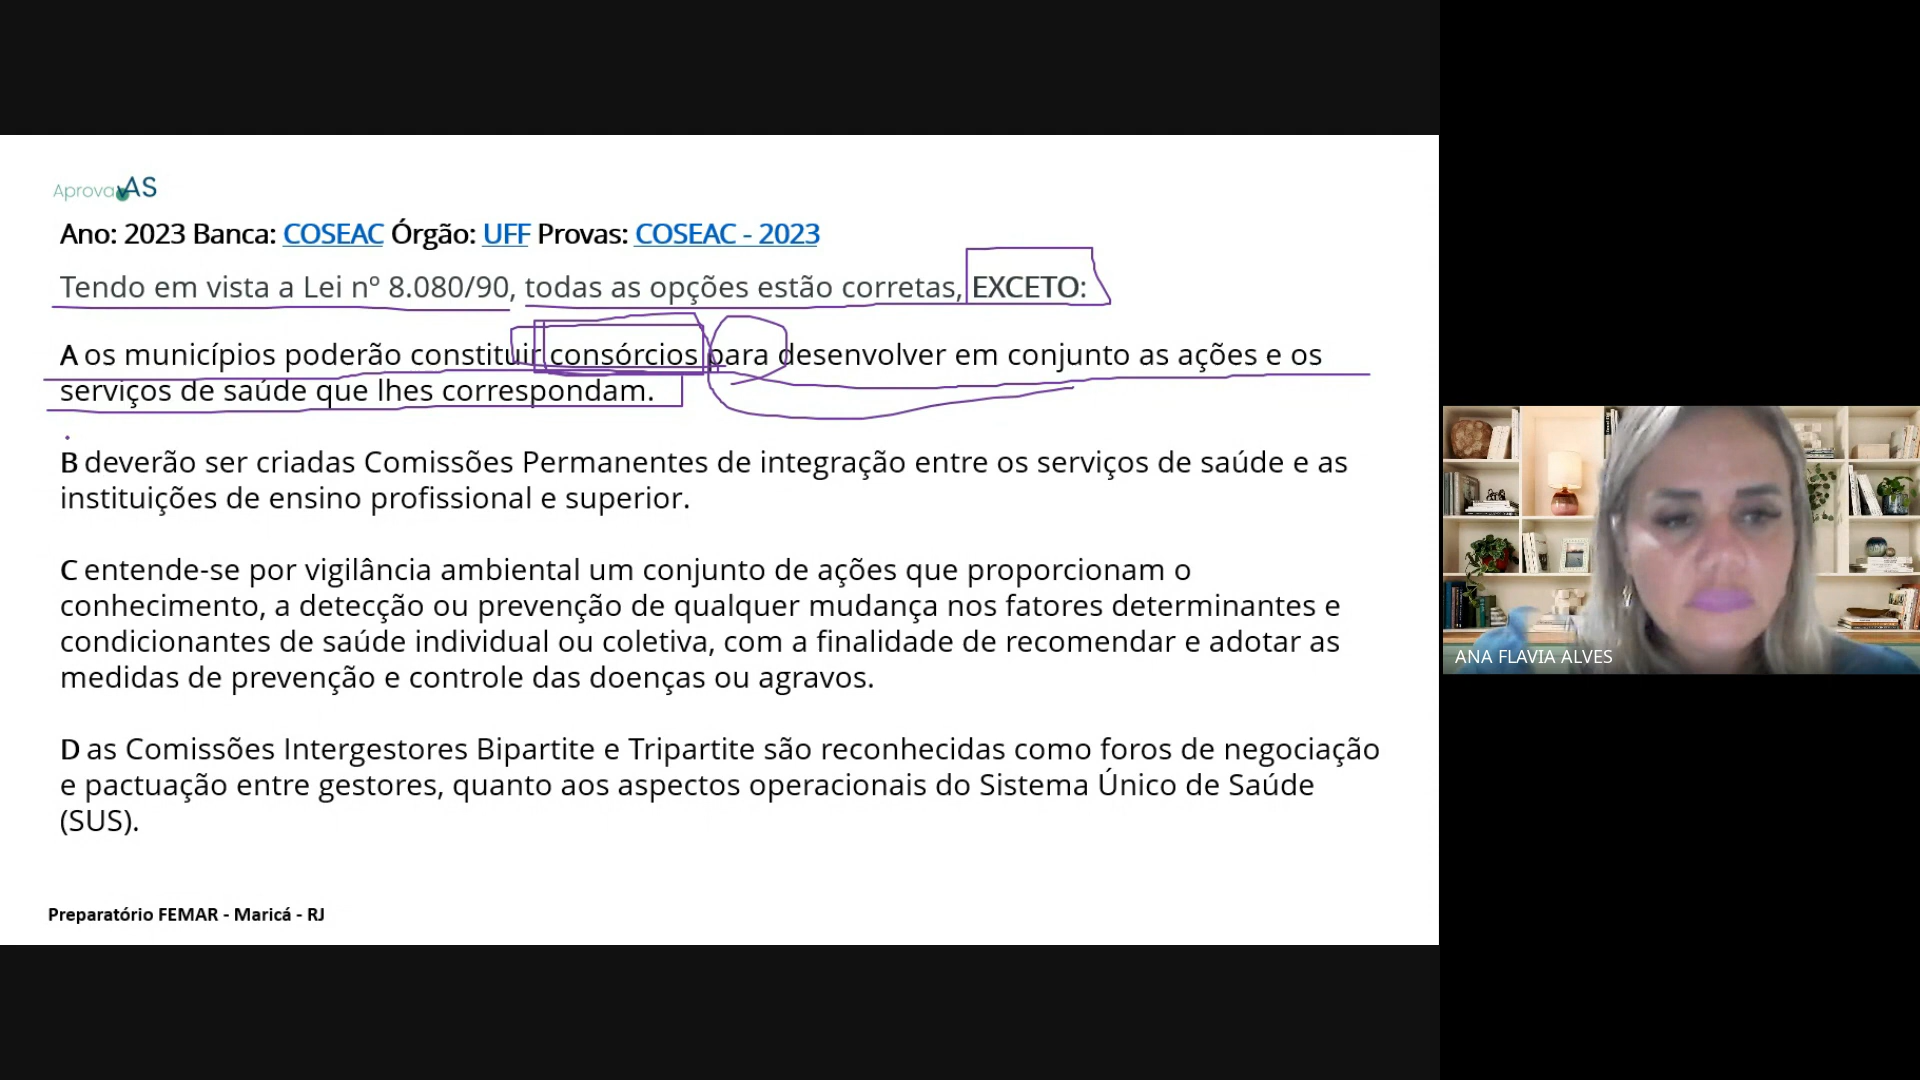 AprovaAS
Ano: 2023 Banca: COSEAC Órgão: UFF Provas: COSEAC - 2023
Tendo em vista a Lei nº 8.080/90, todas as opções estão corretas, EXCETO:
A os municípios poderão constituir consórcios para desenvolver em conjunto as ações e os
serviços de saúde que lhes correspondam.
B deverão ser criadas Comissões Permanentes de integração entre os serviços de saúde e as
instituições de ensino profissional e superior.
C entende-se por vigilância ambiental um conjunto de ações que proporcionam o
conhecimento, a detecção ou prevenção de qualquer mudança nos fatores determinantes e
condicionantes de saúde individual ou coletiva, com a finalidade de recomendar e adotar as
medidas de prevenção e controle das doenças ou agravos.
D as Comissões Intergestores Bipartite e Tripartite são reconhecidas como foros de negociação
e pactuação entre gestores, quanto aos aspectos operacionais do Sistema Único de Saúde
(SUS).
Preparatório FEMAR - Maricá - RJ
ANA FLAVIA ALVES